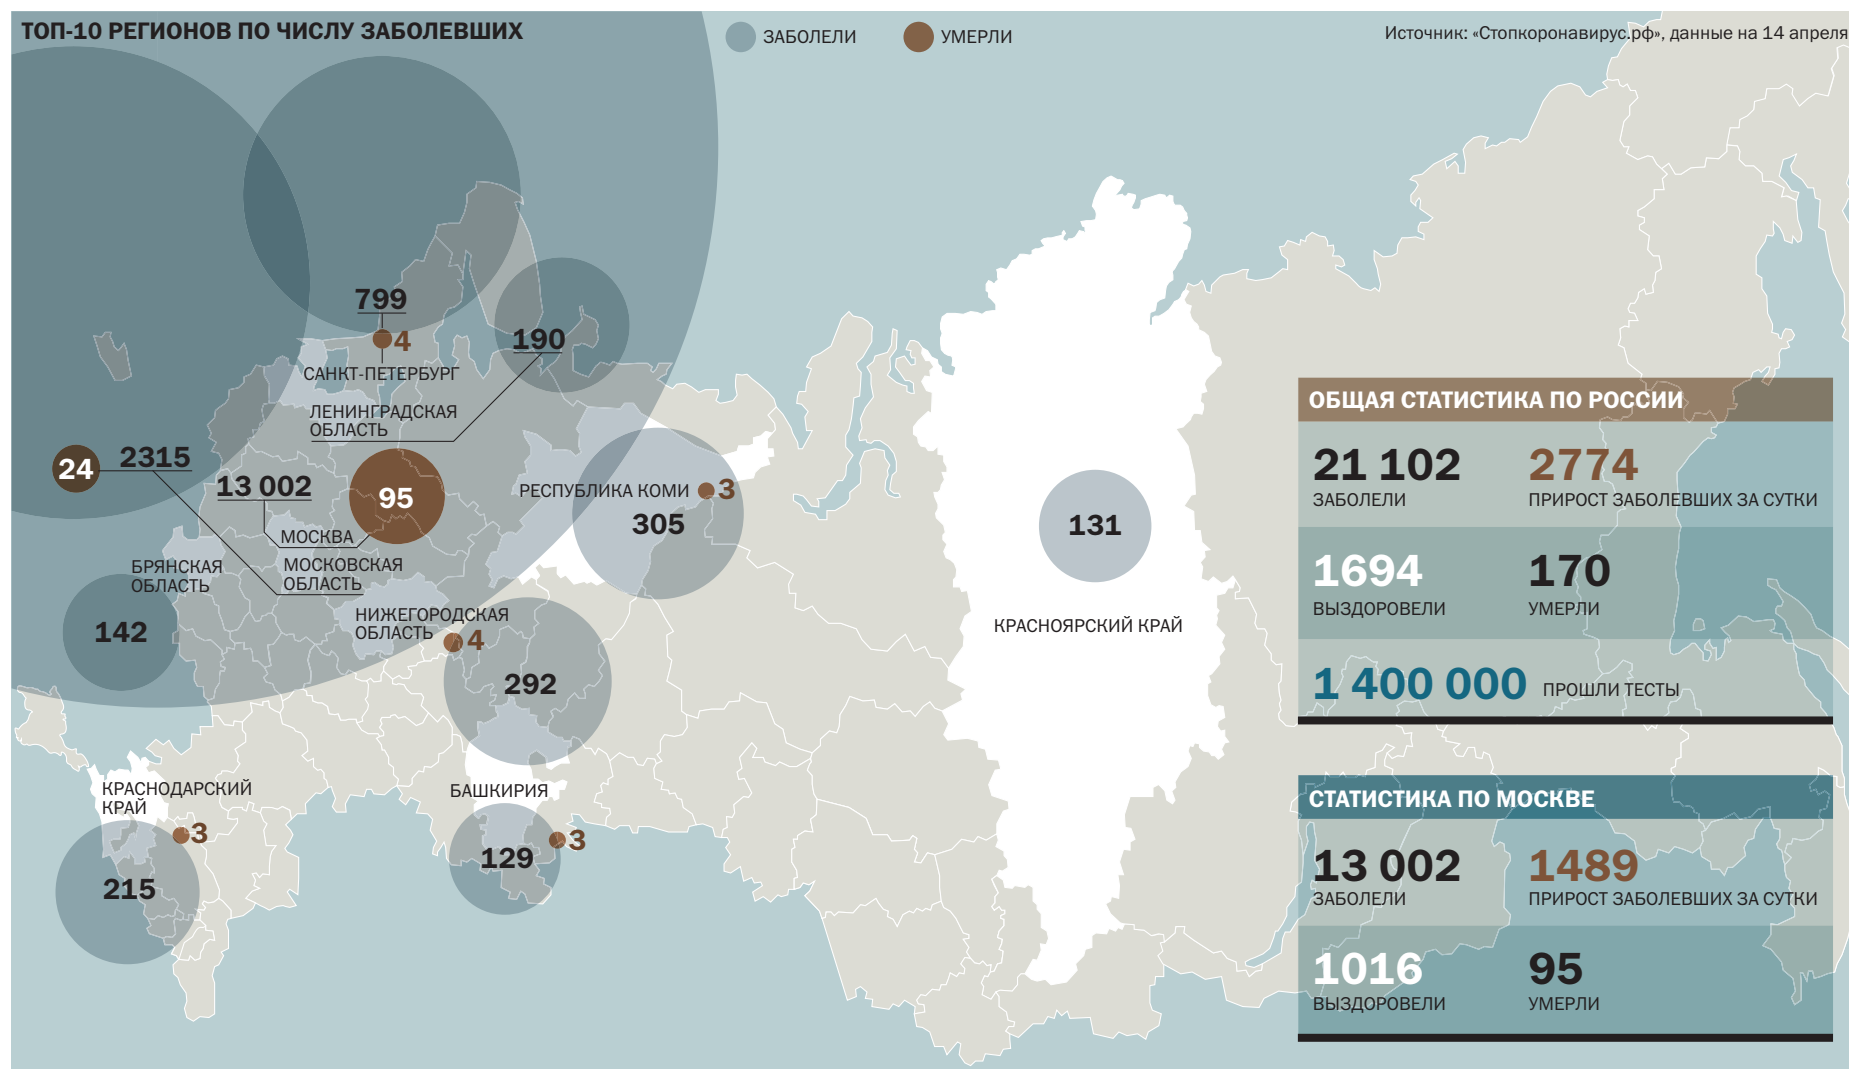 ТОП-10 РЕГИОНОВ ПО ЧИСЛУ ЗАБОЛЕВШИХ
ЗАБОЛЕЛИ
УМЕРЛИ
Источник: «Стопкоронавирус.рф», данные на 14 апреля
799
4
САНКТ-ПЕТЕРБУРГ
190
ЛЕНИНГРАДСКАЯ
ОБЛАСТЬ
24
2315
13 002
95
МОСКВА
МОСКОВСКАЯ
ОБЛАСТЬ
РЕСПУБЛИКА КОМИ
3
305
БРЯНСКАЯ
ОБЛАСТЬ
142
НИЖЕГОРОДСКАЯ
ОБЛАСТЬ
4
292
131
КРАСНОЯРСКИЙ КРАЙ
КРАСНОДАРСКИЙ
КРАЙ
3
215
БАШКИРИЯ
3
129
ОБЩАЯ СТАТИСТИКА ПО РОССИИ
21 102
ЗАБОЛЕЛИ
2774
ПРИРОСТ ЗАБОЛЕВШИХ ЗА СУТКИ
1694
ВЫЗДОРОВЕЛИ
170
УМЕРЛИ
1 400 000 ПРОШЛИ ТЕСТЫ
СТАТИСТИКА ПО МОСКВЕ
13 002
ЗАБОЛЕЛИ
1489
ПРИРОСТ ЗАБОЛЕВШИХ ЗА СУТКИ
1016
ВЫЗДОРОВЕЛИ
95
УМЕРЛИ